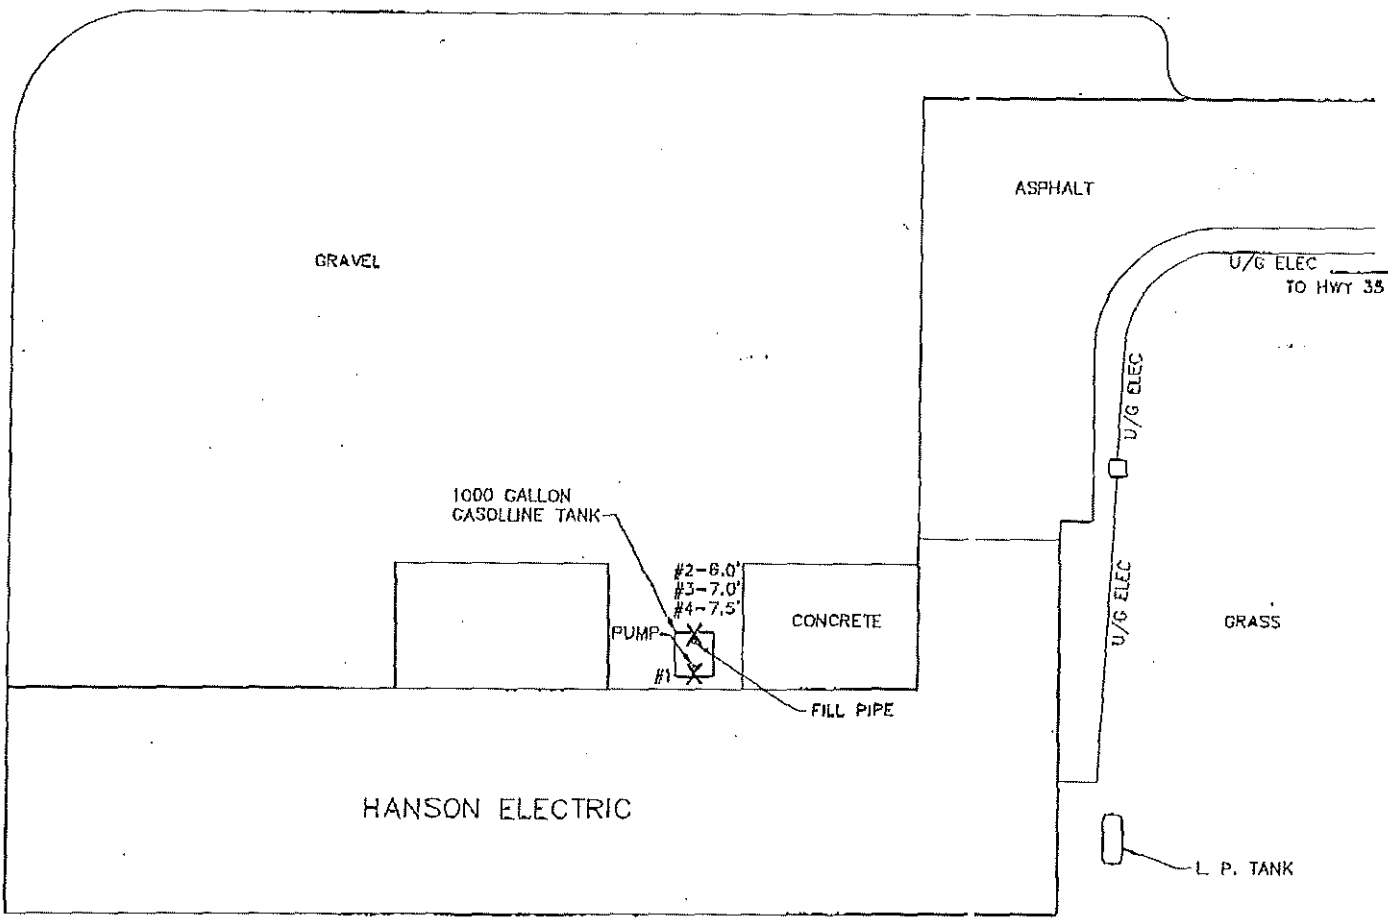 ASPHALT
GRAVEL
U/G ELEC
TO HWY 35
U/G ELEC
1000 GALLON
GASOLLINE TANK
#2-6.0'
#3-7.0'
#4-7.5'
U/G ELEC
CONCRETE
GRASS
PUMP
#1
FILL PIPE
HANSON ELECTRIC
L P. TANK